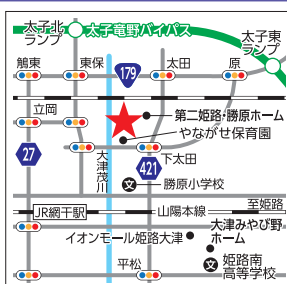 太子北
ランプ
太子竜野バイパス
太子東
ランプ
鵤東
東保
179
太田
原
立岡
第二姫路・勝原ホーム
やながせ保育園
27
大津茂川
421
下太田
文
勝原小学校
至姫路
JR網干駅
山陽本線
大津みやび野
ホーム
イオンモール姫路大津
平松
文
姫路南
高等学校